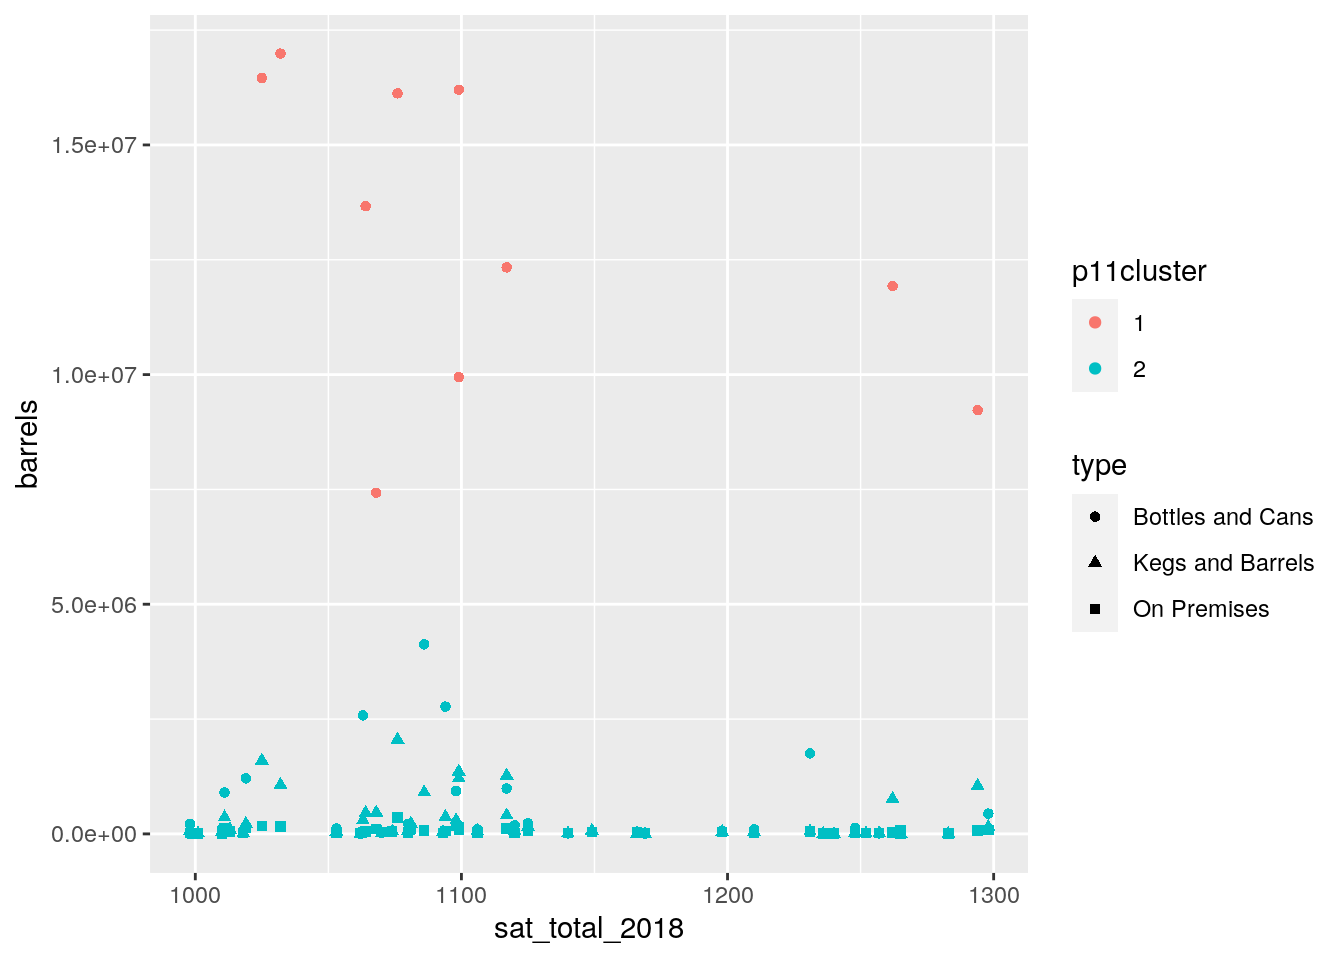 1.5e+07
1.0e+07
5.0e+06
0.0e+00
barrels
1000 1100 1200 1300
sat_total_2018
p11cluster
1
2
type
Bottles and Cans
Kegs and Barrels
On Premises